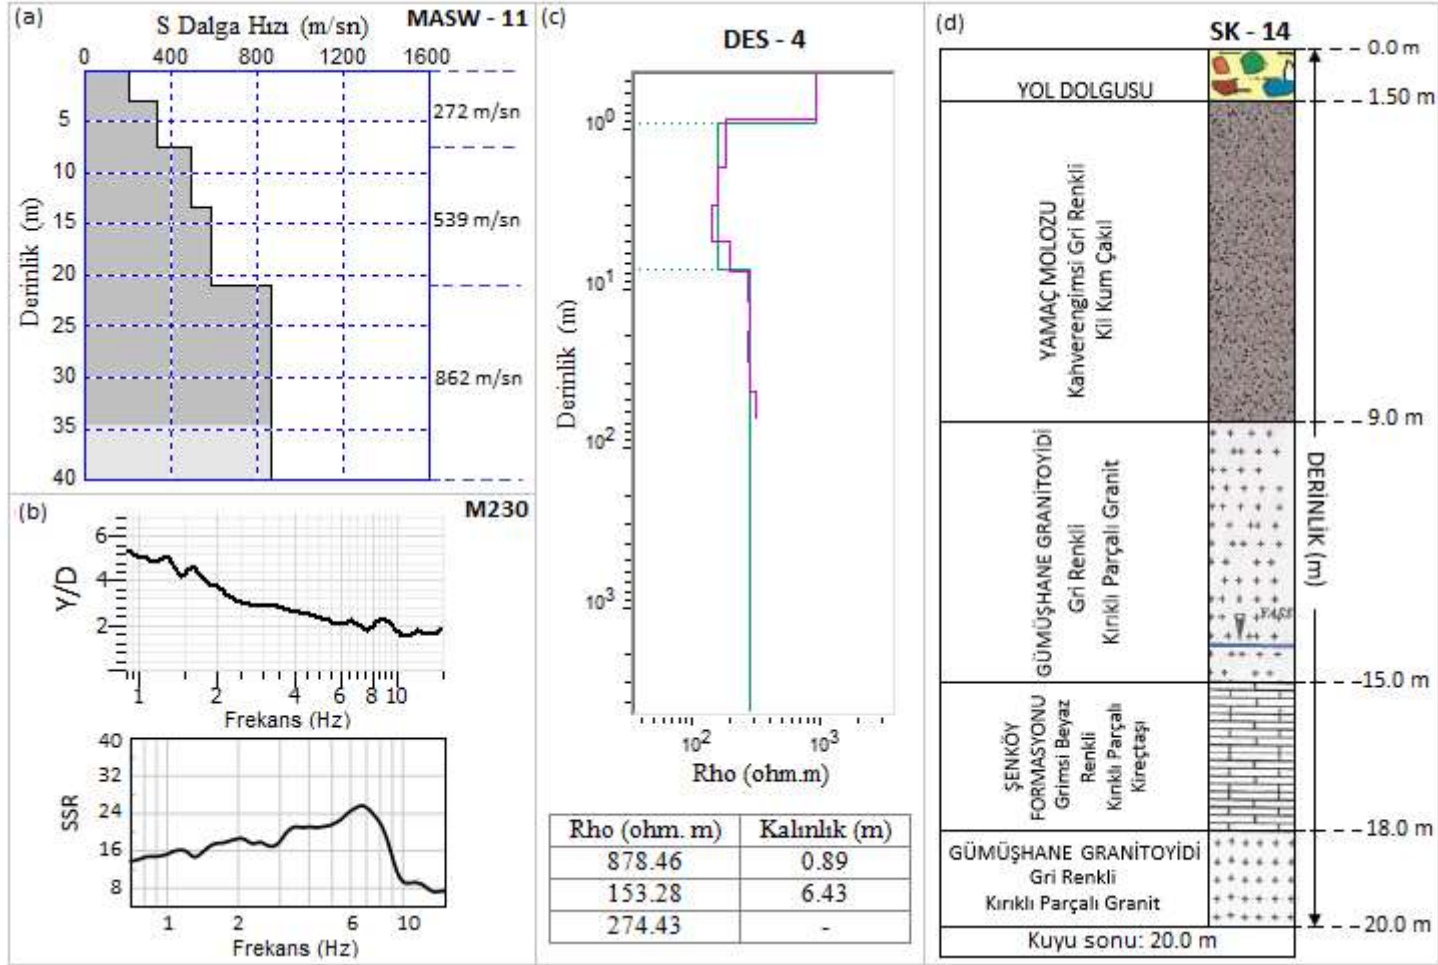 (a)
S Dalga Hızı (m/sn)
MASW - 11
0 400 800 1200 1600
5
10
15
20
25
30
35
40
Derinlik (m)
272 m/sn
539 m/sn
862 m/sn
(b)
M230
Y/D
6
4
2
1 2 4 6 8 10
Frekans (Hz)
SSR
40
32
24
16
8
1 2 6 10
Frekans (Hz)
(c)
DES - 4
10⁰
10¹
10²
10³
Derinlik (m)
10² 10³
Rho (ohm.m)
Rho (ohm. m) Kalınlık (m)
878.46 0.89
153.28 6.43
274.43 -
(d)
SK - 14
0.0 m
YOL DOLGUSU
1.50 m
YAMAÇ MOLOZU
Kahverengimsi Gri Renkli
Kil Kum Çakıl
9.0 m
GÜMÜŞHANE GRANİTOYİDİ
Gri Renkli
Kırıklı Parçalı Granit
YASS
DERİNLİK (m)
15.0 m
ŞENKÖY
FORMASYONU
Grimsi Beyaz
Renkli
Kırıklı Parçalı
Kireçtaşı
18.0 m
GÜMÜŞHANE GRANİTOYİDİ
Gri Renkli
Kırıklı Parçalı Granit
20.0 m
Kuyu sonu: 20.0 m